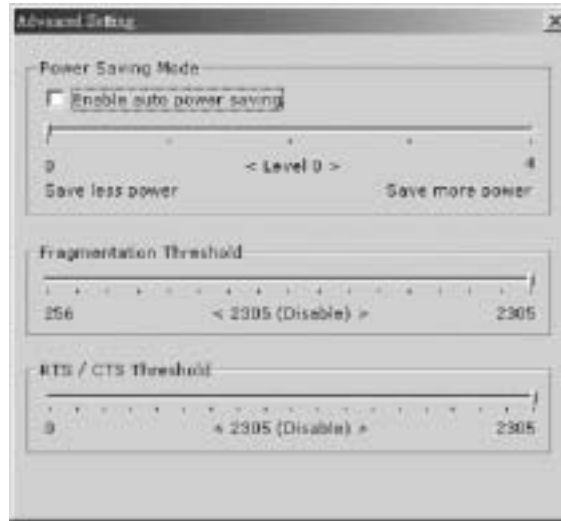 Advanced Setting
Power Saving Mode
Enable auto power saving
0 < Level 0 > 4
Save less power Save more power
Fragmentation Threshold
256 < 2305 (Disable) > 2305
RTS / CTS Threshold
0 < 2305 (Disable) > 2305